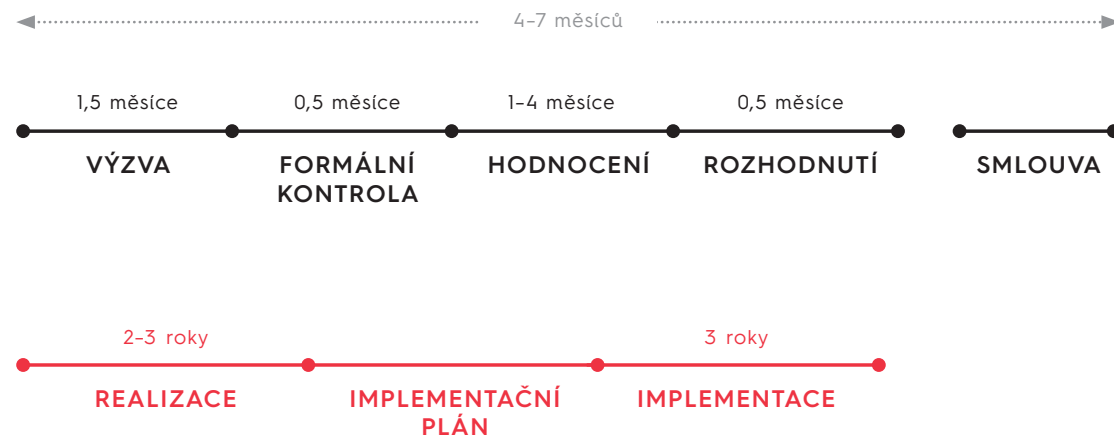 4–7 měsíců
1,5 měsíce
0,5 měsíce
1–4 měsíce
0,5 měsíce
VÝZVA
FORMÁLNÍ
KONTROLA
HODNOCENÍ
ROZHODNUTÍ
SMLOUVA
2–3 roky
3 roky
REALIZACE
IMPLEMENTAČNÍ
PLÁN
IMPLEMENTACE